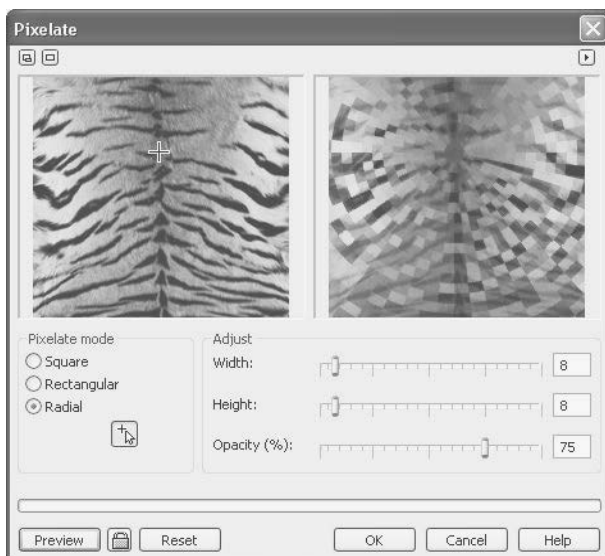 Pixelate
Pixelate mode
Square
Rectangular
Radial
Adjust
Width:
8
Height:
8
Opacity (%):
75
Preview
Reset
OK
Cancel
Help